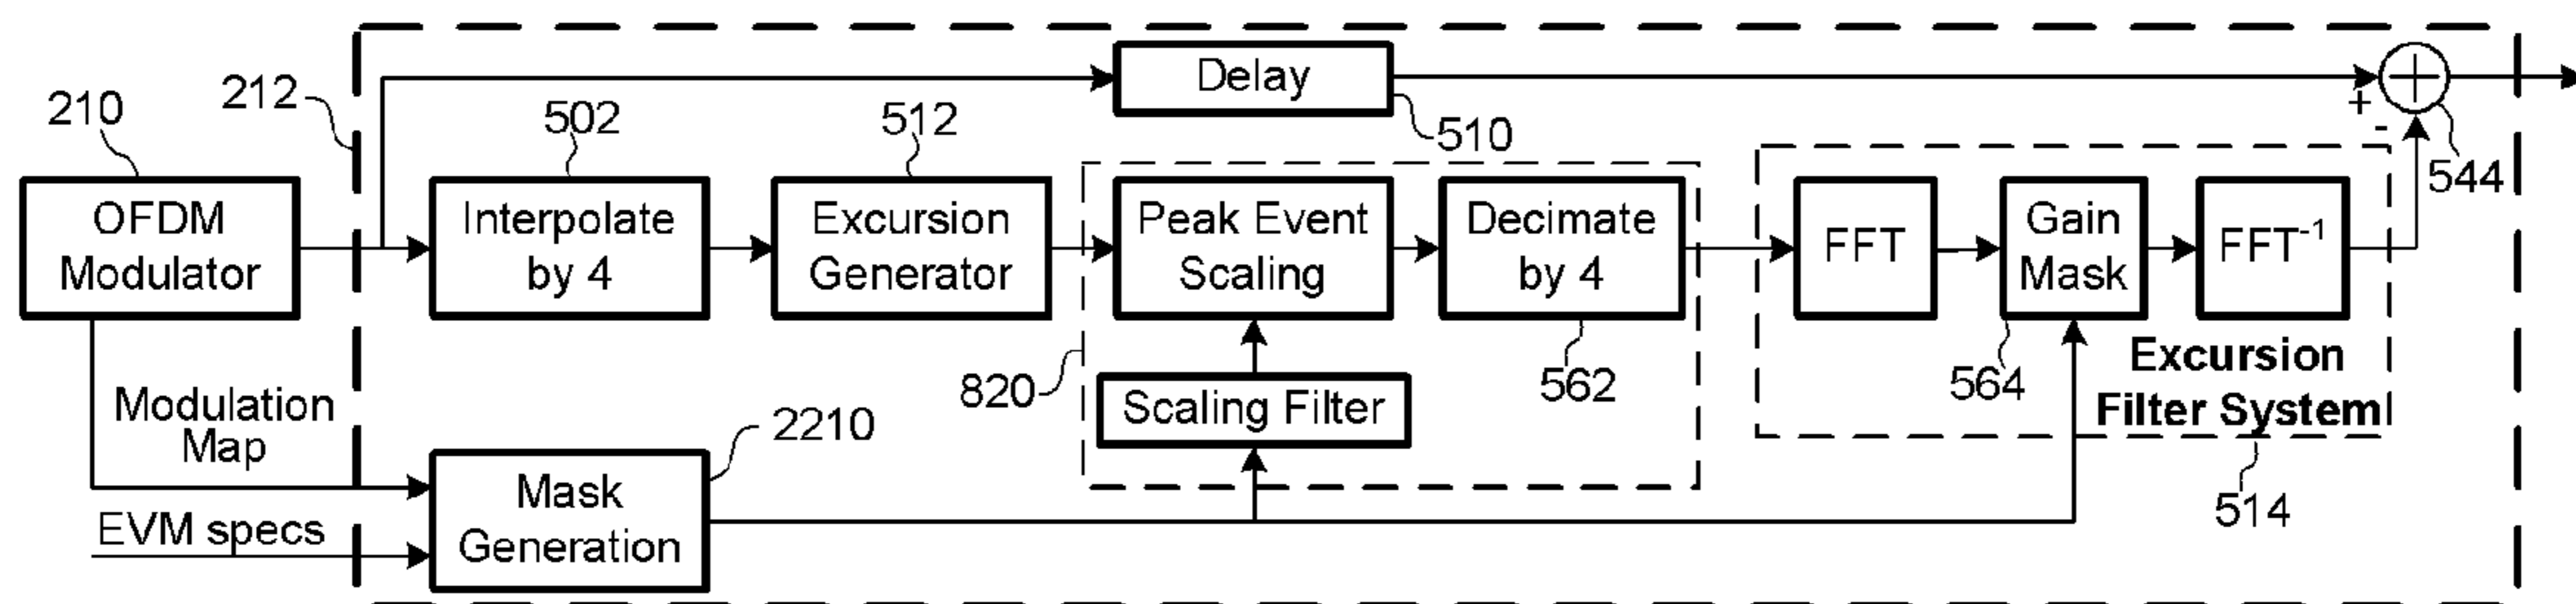 210
212
502
512
Delay
510
+
-
544
OFDM
Modulator
Interpolate
by 4
Excursion
Generator
Peak Event
Scaling
Decimate
by 4
FFT
Gain
Mask
FFT-1
820
Scaling Filter
562
564
Excursion
Filter System
514
Modulation
Map
EVM specs
2210
Mask
Generation